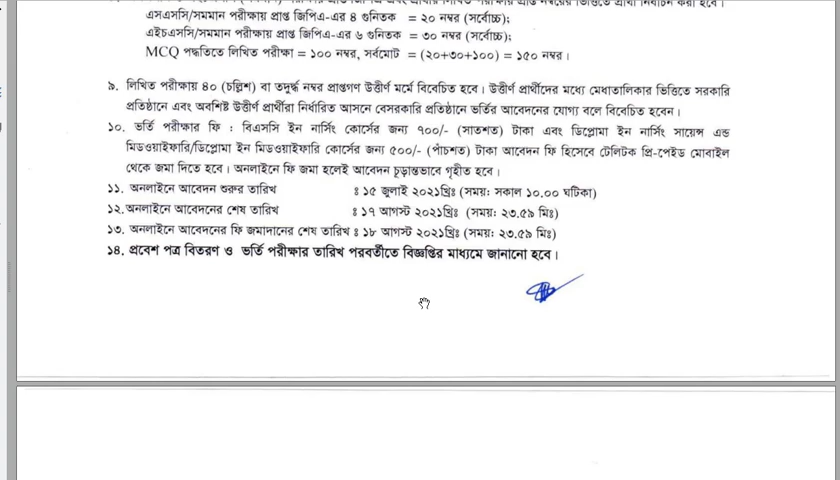 এসএসসি/সমমান পরীক্ষায় প্রাপ্ত জিপিএ-এর ৪ গুনিতক = ২০ নম্বর (সর্বোচ্চ);
এইচএসসি/সমমান পরীক্ষায় প্রাপ্ত জিপিএ-এর ৬ গুনিতক = ৩০ নম্বর (সর্বোচ্চ);
MCQ পদ্ধতিতে লিখিত পরীক্ষা = ১০০ নম্বর, সর্বমোট = (২০+৩০+১০০) = ১৫০ নম্বর।
৯. লিখিত পরীক্ষায় ৪০ (চল্লিশ) বা তদুর্দ্ধ নম্বর প্রাপ্তগণ উত্তীর্ণ মর্মে বিবেচিত হবে। উত্তীর্ণ প্রার্থীদের মধ্যে মেধাতালিকার ভিত্তিতে সরকারি
প্রতিষ্ঠানে এবং অবশিষ্ট উত্তীর্ণ প্রার্থীরা নির্ধারিত আসনে বেসরকারি প্রতিষ্ঠানে ভর্তির আবেদনের যোগ্য বলে বিবেচিত হবেন।
১০. ভর্তি পরীক্ষার ফি : বিএসসি ইন নার্সিং কোর্সের জন্য ৭০০/- (সাতশত) টাকা এবং ডিপ্লোমা ইন নার্সিং সায়েন্স এন্ড
মিডওয়াইফারি/ডিপ্লোমা ইন মিডওয়াইফারি কোর্সের জন্য ৫০০/- (পাঁচশত) টাকা আবেদন ফি হিসেবে টেলিটক প্রি-পেইড মোবাইল
থেকে জমা দিতে হবে। অনলাইনে ফি জমা হলেই আবেদন চূড়ান্তভাবে গৃহীত হবে।
১১. অনলাইনে আবেদন শুরুর তারিখ ঃ ১৫ জুলাই ২০২১খ্রিঃ (সময়: সকাল ১০.০০ ঘটিকা)
১২. অনলাইনে আবেদনের শেষ তারিখ ঃ ১৭ আগস্ট ২০২১খ্রিঃ (সময়: ২৩.৫৯ মিঃ)
১৩. অনলাইনে আবেদনের ফি জমাদানের শেষ তারিখ ঃ ১৮ আগস্ট ২০২১খ্রিঃ (সময়: ২৩.৫৯ মিঃ)
১৪. প্রবেশ পত্র বিতরণ ও ভর্তি পরীক্ষার তারিখ পরবর্তীতে বিজ্ঞপ্তির মাধ্যমে জানানো হবে।